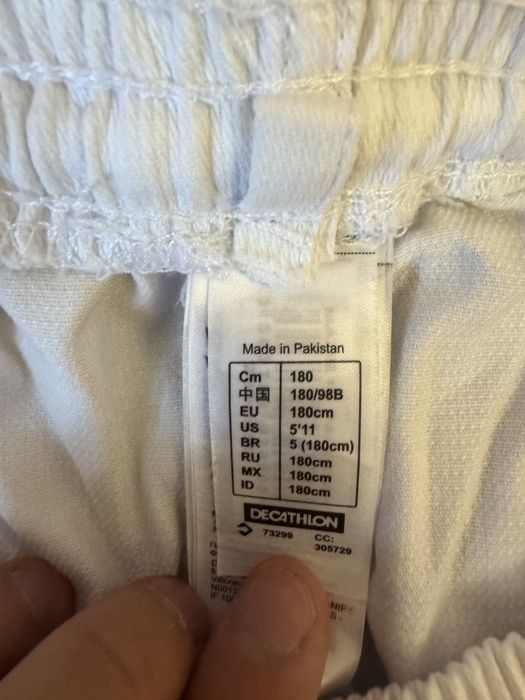 Made in Pakistan
Cm 180
中国 180/98B
EU 180cm
US 5'11
BR 5 (180cm)
RU 180cm
MX 180cm
ID 180cm
DECATHLON
73299 CC:
305729